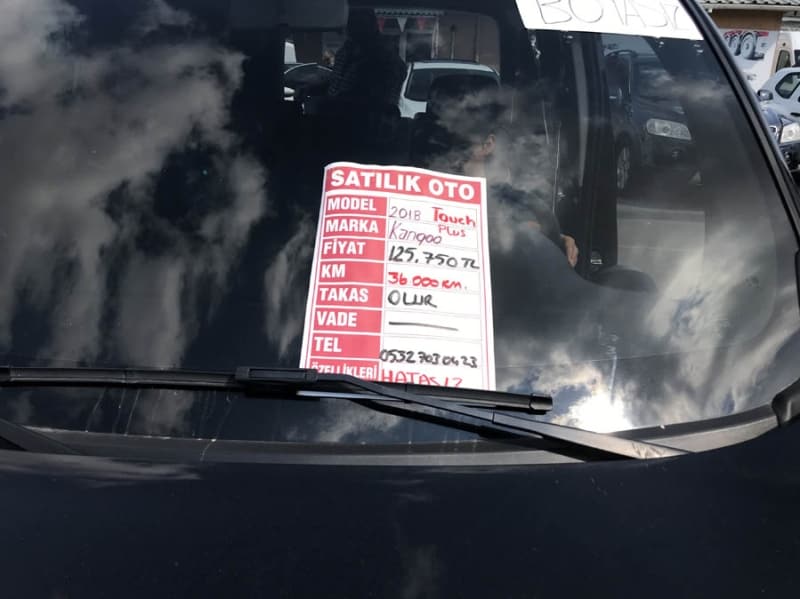 BOYASIZ
SATILIK OTO
MODEL 2018 Touch Plus
MARKA Kangoo
FİYAT 125.750 TL
KM 36 000 Km.
TAKAS OLUR
VADE —
TEL 0532 703 04 23
ÖZELLİKLERİ HATASIZ